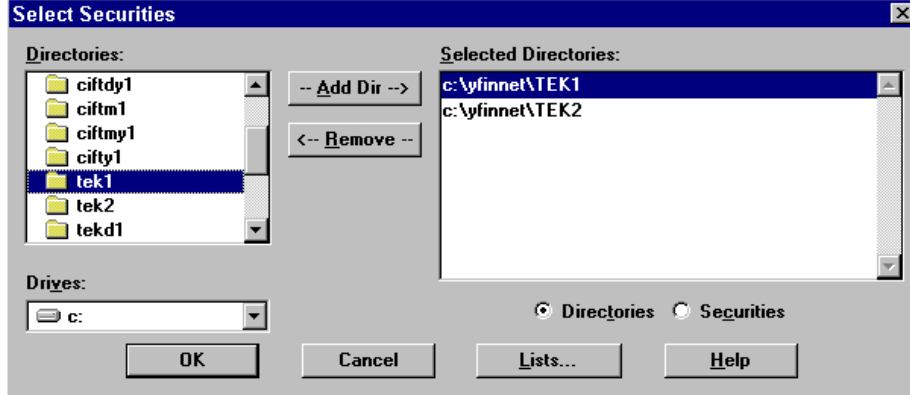 Select Securities
Directories:
ciftdy1
ciftm1
ciftmy1
cifty1
tek1
tek2
tekd1
-- Add Dir -->
<-- Remove --
Selected Directories:
c:\yfinnet\TEK1
c:\yfinnet\TEK2
Drives:
c:
Directories Securities
OK Cancel Lists... Help